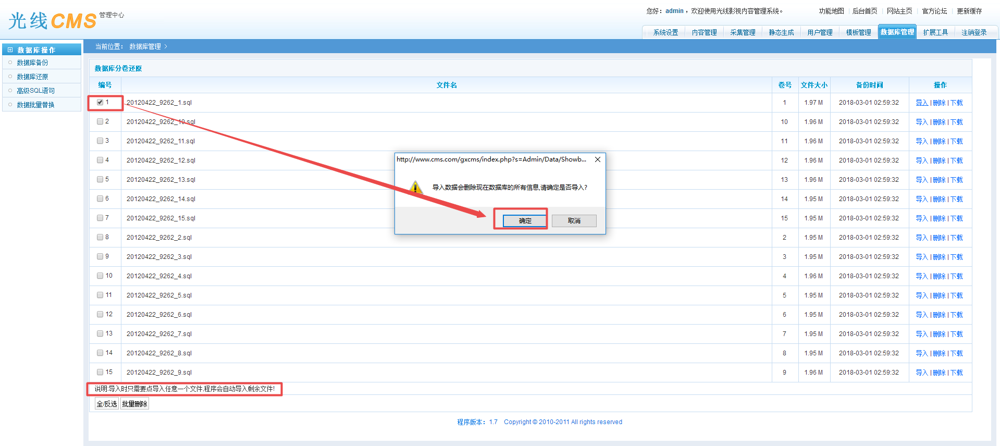 光线CMS 管理中心
您好：admin ，欢迎使用光线影视内容管理系统。
功能地图 后台首页 网站主页 官方论坛 更新缓存
系统设置 内容管理 采集管理 静态生成 用户管理 模板管理 数据库管理 扩展工具 注销登录
数据库操作
数据库备份
数据库还原
高级SQL语句
数据批量替换
当前位置： 数据库管理 >
数据库分卷还原
编号 文件名 卷号 文件大小 备份时间 操作
1 20120422_9262_1.sql 1 1.97 M 2018-03-01 02:59:32 导入 | 删除 | 下载
2 20120422_9262_10.sql 10 1.96 M 2018-03-01 02:59:32 导入 | 删除 | 下载
3 20120422_9262_11.sql 11 1.96 M 2018-03-01 02:59:32 导入 | 删除 | 下载
4 20120422_9262_12.sql 12 1.96 M 2018-03-01 02:59:32 导入 | 删除 | 下载
5 20120422_9262_13.sql 13 1.96 M 2018-03-01 02:59:32 导入 | 删除 | 下载
6 20120422_9262_14.sql 14 1.95 M 2018-03-01 02:59:32 导入 | 删除 | 下载
7 20120422_9262_15.sql 15 1.95 M 2018-03-01 02:59:32 导入 | 删除 | 下载
8 20120422_9262_2.sql 2 1.95 M 2018-03-01 02:59:32 导入 | 删除 | 下载
9 20120422_9262_3.sql 3 1.95 M 2018-03-01 02:59:32 导入 | 删除 | 下载
10 20120422_9262_4.sql 4 1.96 M 2018-03-01 02:59:32 导入 | 删除 | 下载
11 20120422_9262_5.sql 5 1.95 M 2018-03-01 02:59:32 导入 | 删除 | 下载
12 20120422_9262_6.sql 6 1.95 M 2018-03-01 02:59:32 导入 | 删除 | 下载
13 20120422_9262_7.sql 7 1.95 M 2018-03-01 02:59:32 导入 | 删除 | 下载
14 20120422_9262_8.sql 8 1.95 M 2018-03-01 02:59:32 导入 | 删除 | 下载
15 20120422_9262_9.sql 9 1.96 M 2018-03-01 02:59:32 导入 | 删除 | 下载
说明:导入时只需要点导入任意一个文件,程序会自动导入剩余文件!
全/反选 批量删除
程序版本：1.7 Copyright © 2010-2011 All rights reserved
http://www.cms.com/gxcms/index.php?s=Admin/Data/Showb...
导入数据会删除现在数据库的所有信息,请确定是否导入?
确定 取消